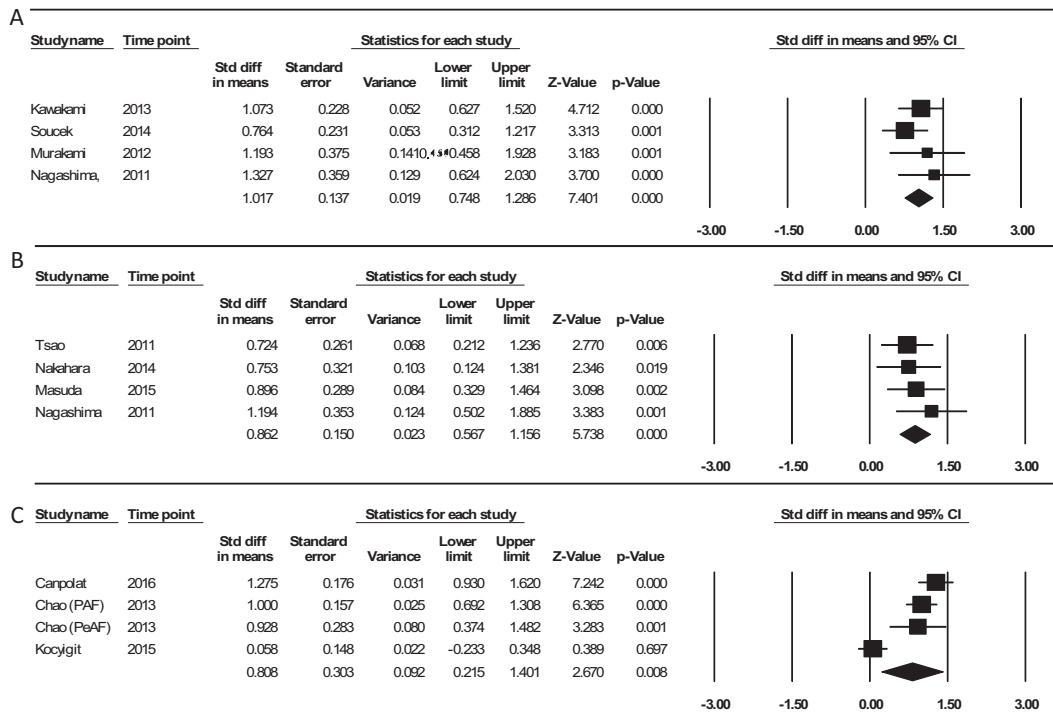 A
Studyname Time point Statistics for each study Std diff in means and 95% CI
Std diff in means Standard error Variance Lower limit Upper limit Z-Value p-Value
Kawakami 2013 1.073 0.228 0.052 0.627 1.520 4.712 0.000
Soucek 2014 0.764 0.231 0.053 0.312 1.217 3.313 0.001
Murakami 2012 1.193 0.375 0.141 0.458 1.928 3.183 0.001
Nagashima, 2011 1.327 0.359 0.129 0.624 2.030 3.700 0.000
1.017 0.137 0.019 0.748 1.286 7.401 0.000
-3.00 -1.50 0.00 1.50 3.00
B
Studyname Time point Statistics for each study Std diff in means and 95% CI
Std diff in means Standard error Variance Lower limit Upper limit Z-Value p-Value
Tsao 2011 0.724 0.261 0.068 0.212 1.236 2.770 0.006
Nakahara 2014 0.753 0.321 0.103 0.124 1.381 2.346 0.019
Masuda 2015 0.896 0.289 0.084 0.329 1.464 3.098 0.002
Nagashima 2011 1.194 0.353 0.124 0.502 1.885 3.383 0.001
0.862 0.150 0.023 0.567 1.156 5.738 0.000
-3.00 -1.50 0.00 1.50 3.00
C
Studyname Time point Statistics for each study Std diff in means and 95% CI
Std diff in means Standard error Variance Lower limit Upper limit Z-Value p-Value
Canpolat 2016 1.275 0.176 0.031 0.930 1.620 7.242 0.000
Chao (PAF) 2013 1.000 0.157 0.025 0.692 1.308 6.365 0.000
Chao (PeAF) 2013 0.928 0.283 0.080 0.374 1.482 3.283 0.001
Kocyigit 2015 0.058 0.148 0.022 -0.233 0.348 0.389 0.697
0.808 0.303 0.092 0.215 1.401 2.670 0.008
-3.00 -1.50 0.00 1.50 3.00